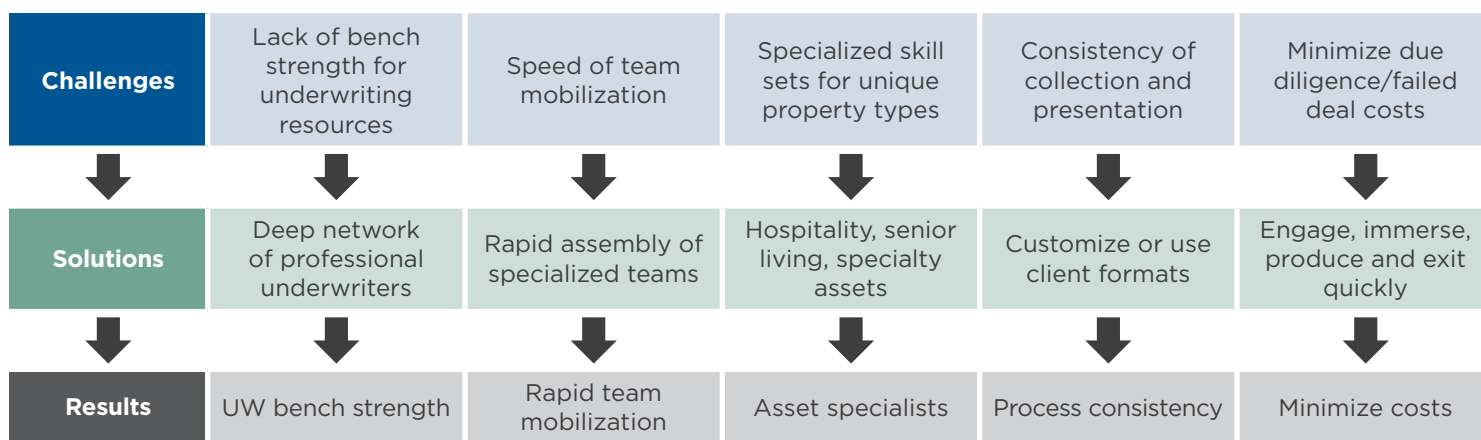 Challenges
Lack of bench
strength for
underwriting
resources
Speed of team
mobilization
Specialized skill
sets for unique
property types
Consistency of
collection and
presentation
Minimize due
diligence/failed
deal costs
Solutions
Deep network
of professional
underwriters
Rapid assembly of
specialized teams
Hospitality, senior
living, specialty
assets
Customize or use
client formats
Engage, immerse,
produce and exit
quickly
Results
UW bench strength
Rapid team
mobilization
Asset specialists
Process consistency
Minimize costs